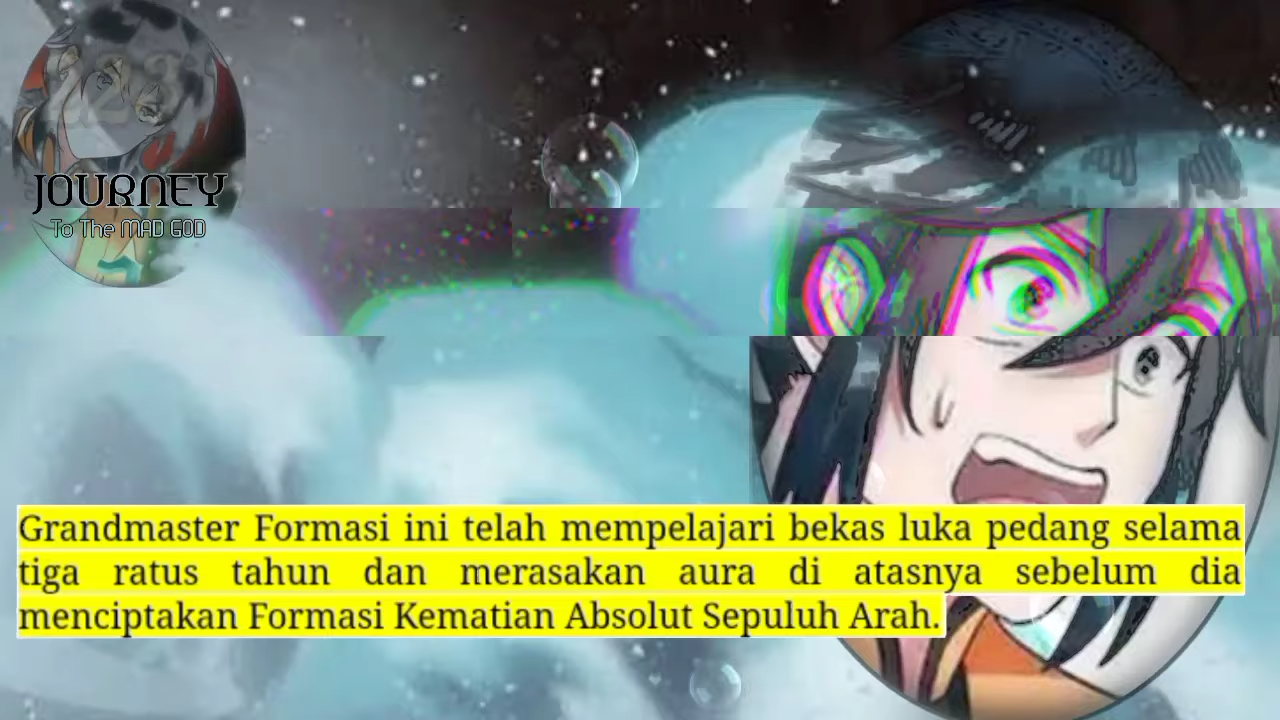 JOURNEY
To The MAD GOD
Grandmaster Formasi ini telah mempelajari bekas luka pedang selama
tiga ratus tahun dan merasakan aura di atasnya sebelum dia
menciptakan Formasi Kematian Absolut Sepuluh Arah.